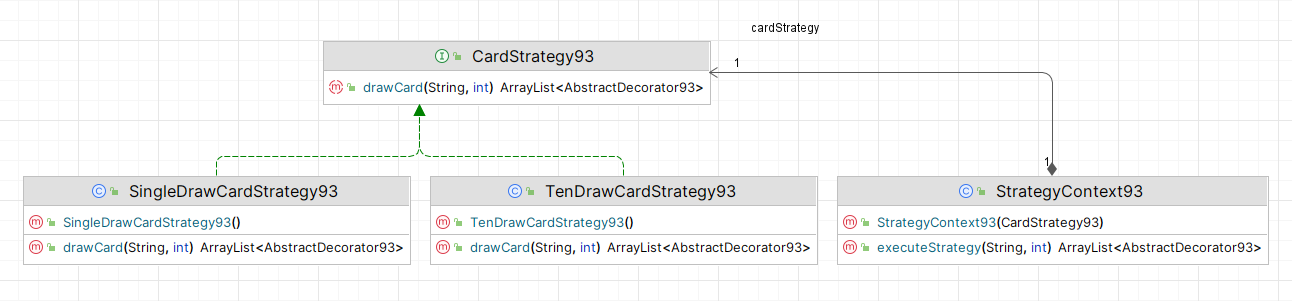 cardStrategy
CardStrategy93
1
drawCard(String, int) ArrayList<AbstractDecorator93>
1
SingleDrawCardStrategy93
SingleDrawCardStrategy93()
drawCard(String, int) ArrayList<AbstractDecorator93>
TenDrawCardStrategy93
TenDrawCardStrategy93()
drawCard(String, int) ArrayList<AbstractDecorator93>
StrategyContext93
StrategyContext93(CardStrategy93)
executeStrategy(String, int) ArrayList<AbstractDecorator93>